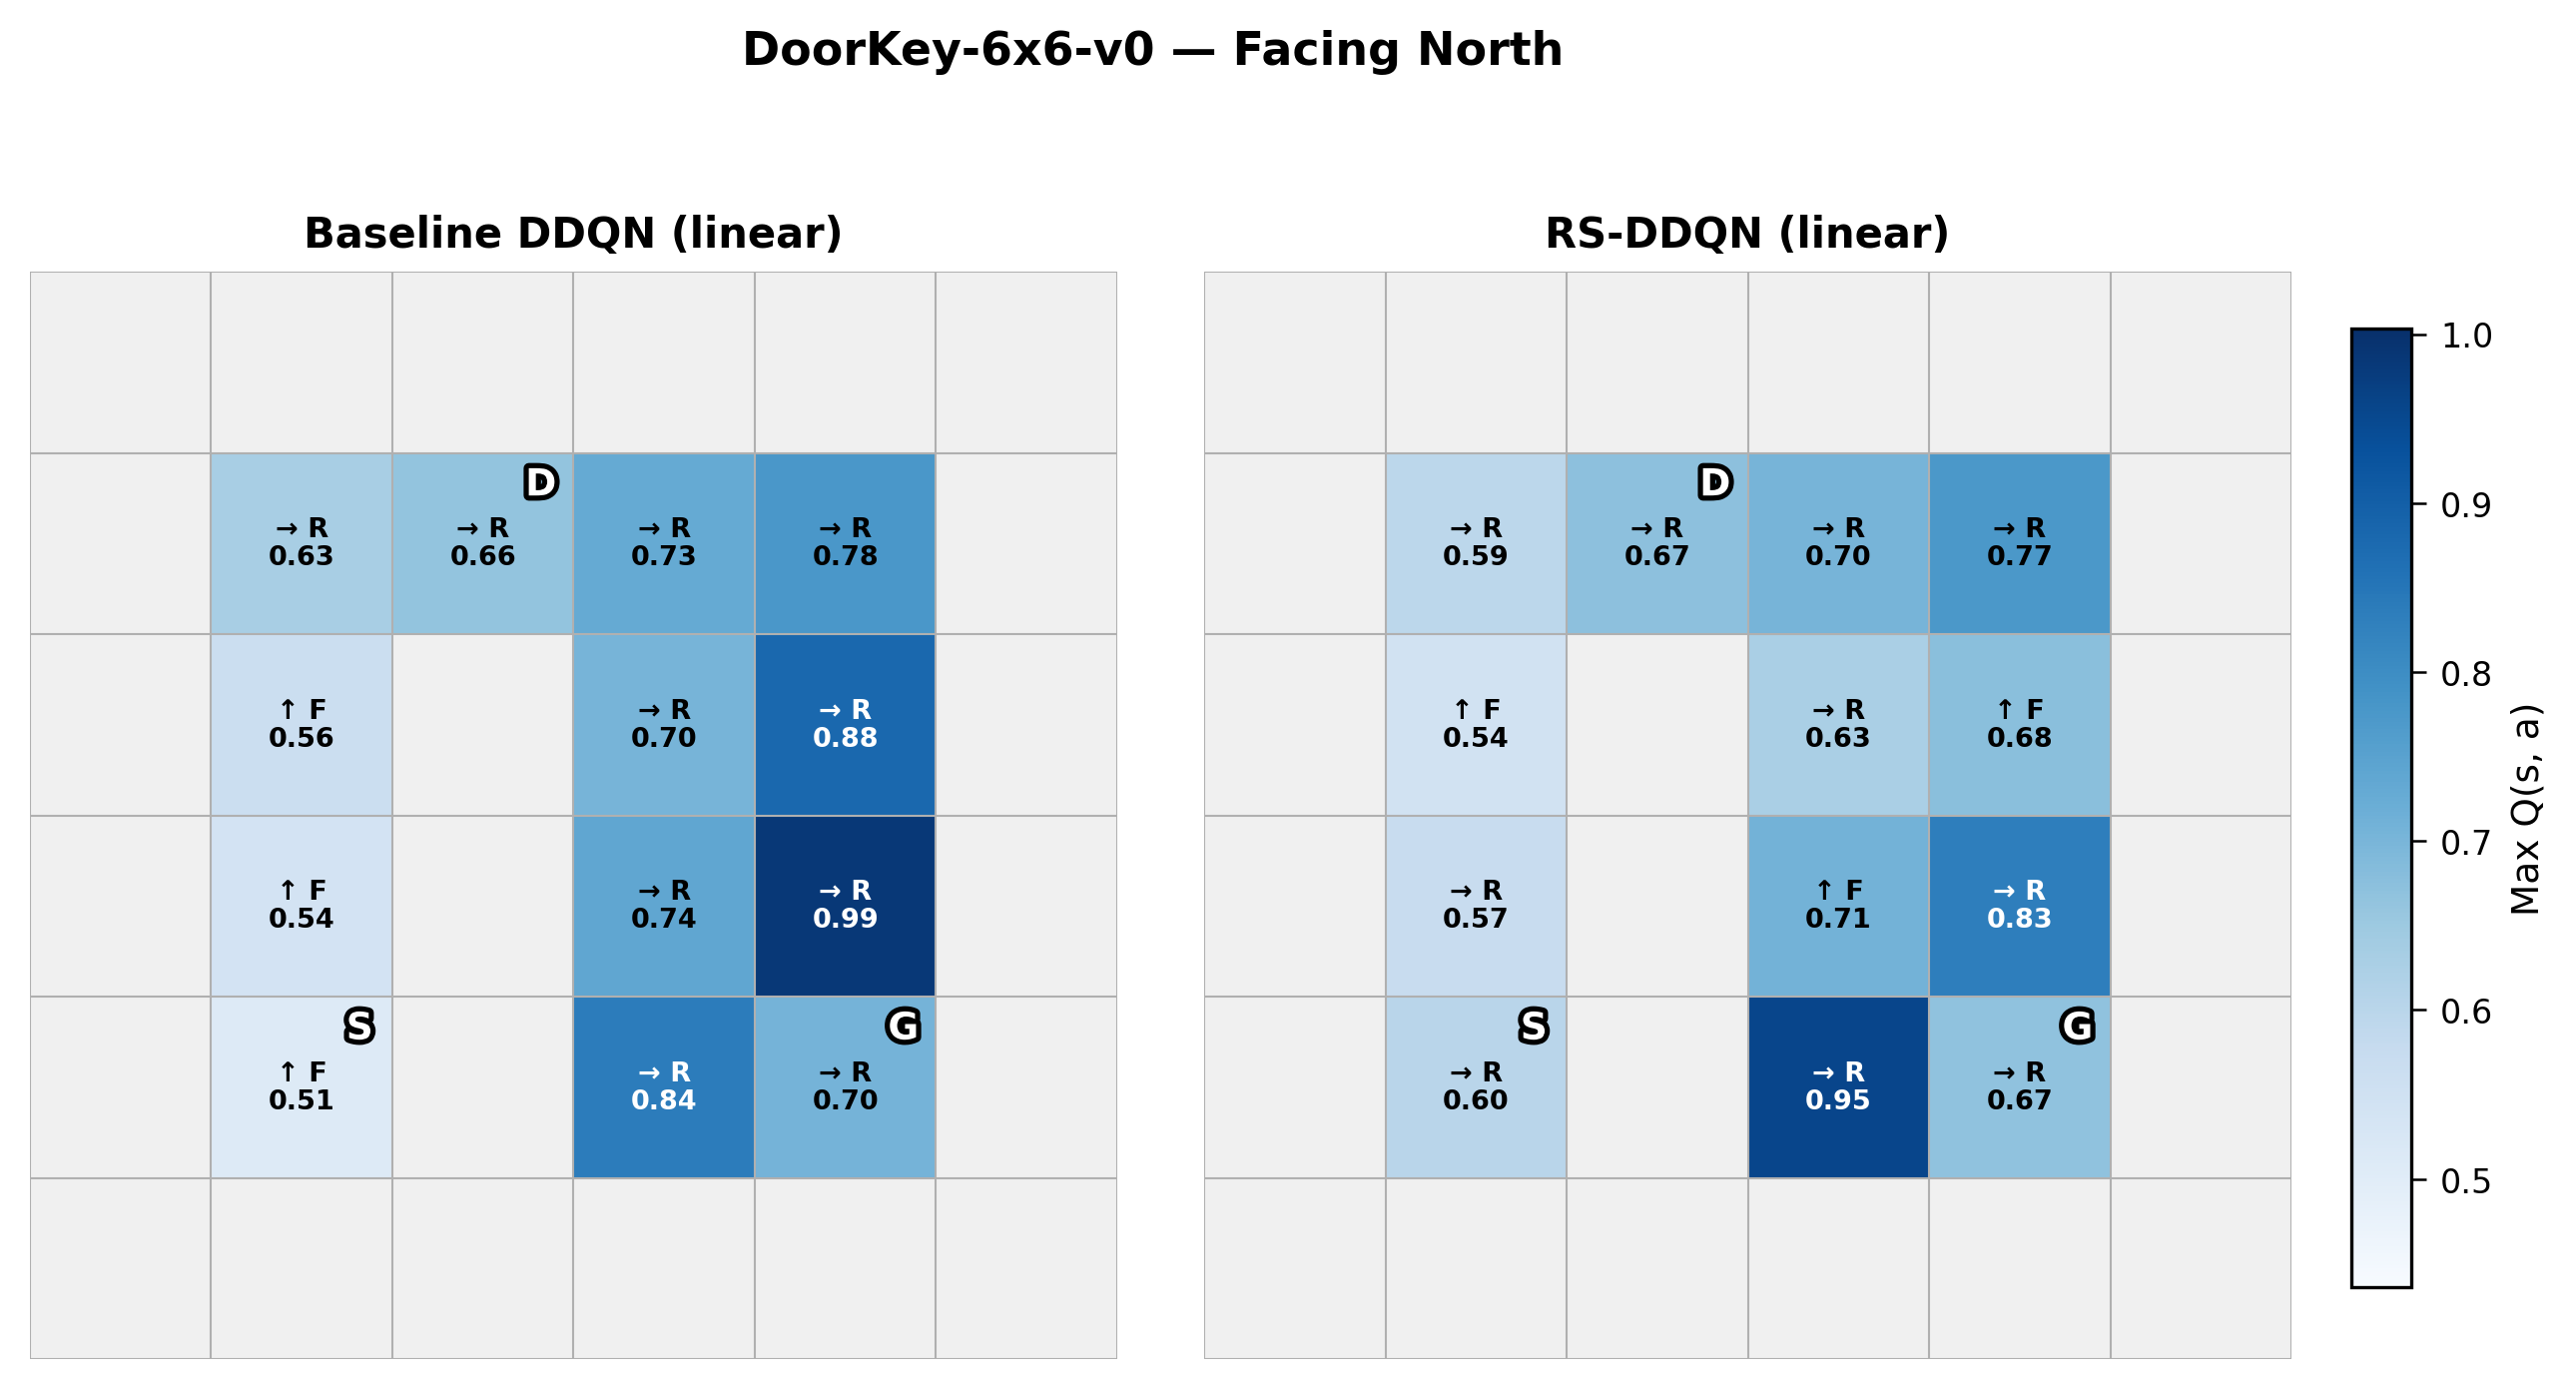 DoorKey-6x6-v0 — Facing North
Baseline DDQN (linear)
D
→ R → R → R → R
0.63 0.66 0.73 0.78
↑ F → R → R
0.56 0.70 0.88
↑ F → R → R
0.54 0.74 0.99
S G
↑ F → R → R
0.51 0.84 0.70
RS-DDQN (linear)
D
→ R → R → R → R
0.59 0.67 0.70 0.77
↑ F → R ↑ F
0.54 0.63 0.68
→ R ↑ F → R
0.57 0.71 0.83
S G
→ R → R → R
0.60 0.95 0.67
1.0
0.9
0.8
0.7
0.6
0.5
Max Q(s, a)